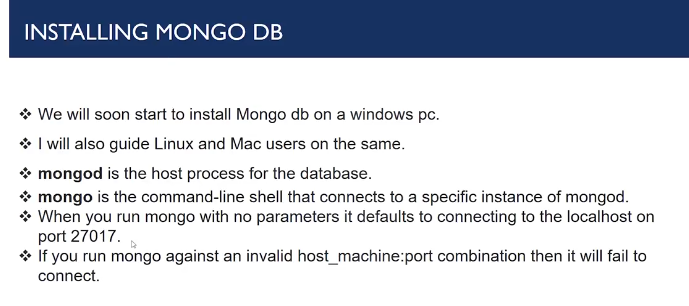 INSTALLING MONGO DB
❖ We will soon start to install Mongo db on a windows pc.
❖ I will also guide Linux and Mac users on the same.
❖ mongod is the host process for the database.
❖ mongo is the command-line shell that connects to a specific instance of mongod.
❖ When you run mongo with no parameters it defaults to connecting to the localhost on
port 27017.
❖ If you run mongo against an invalid host_machine:port combination then it will fail to
connect.